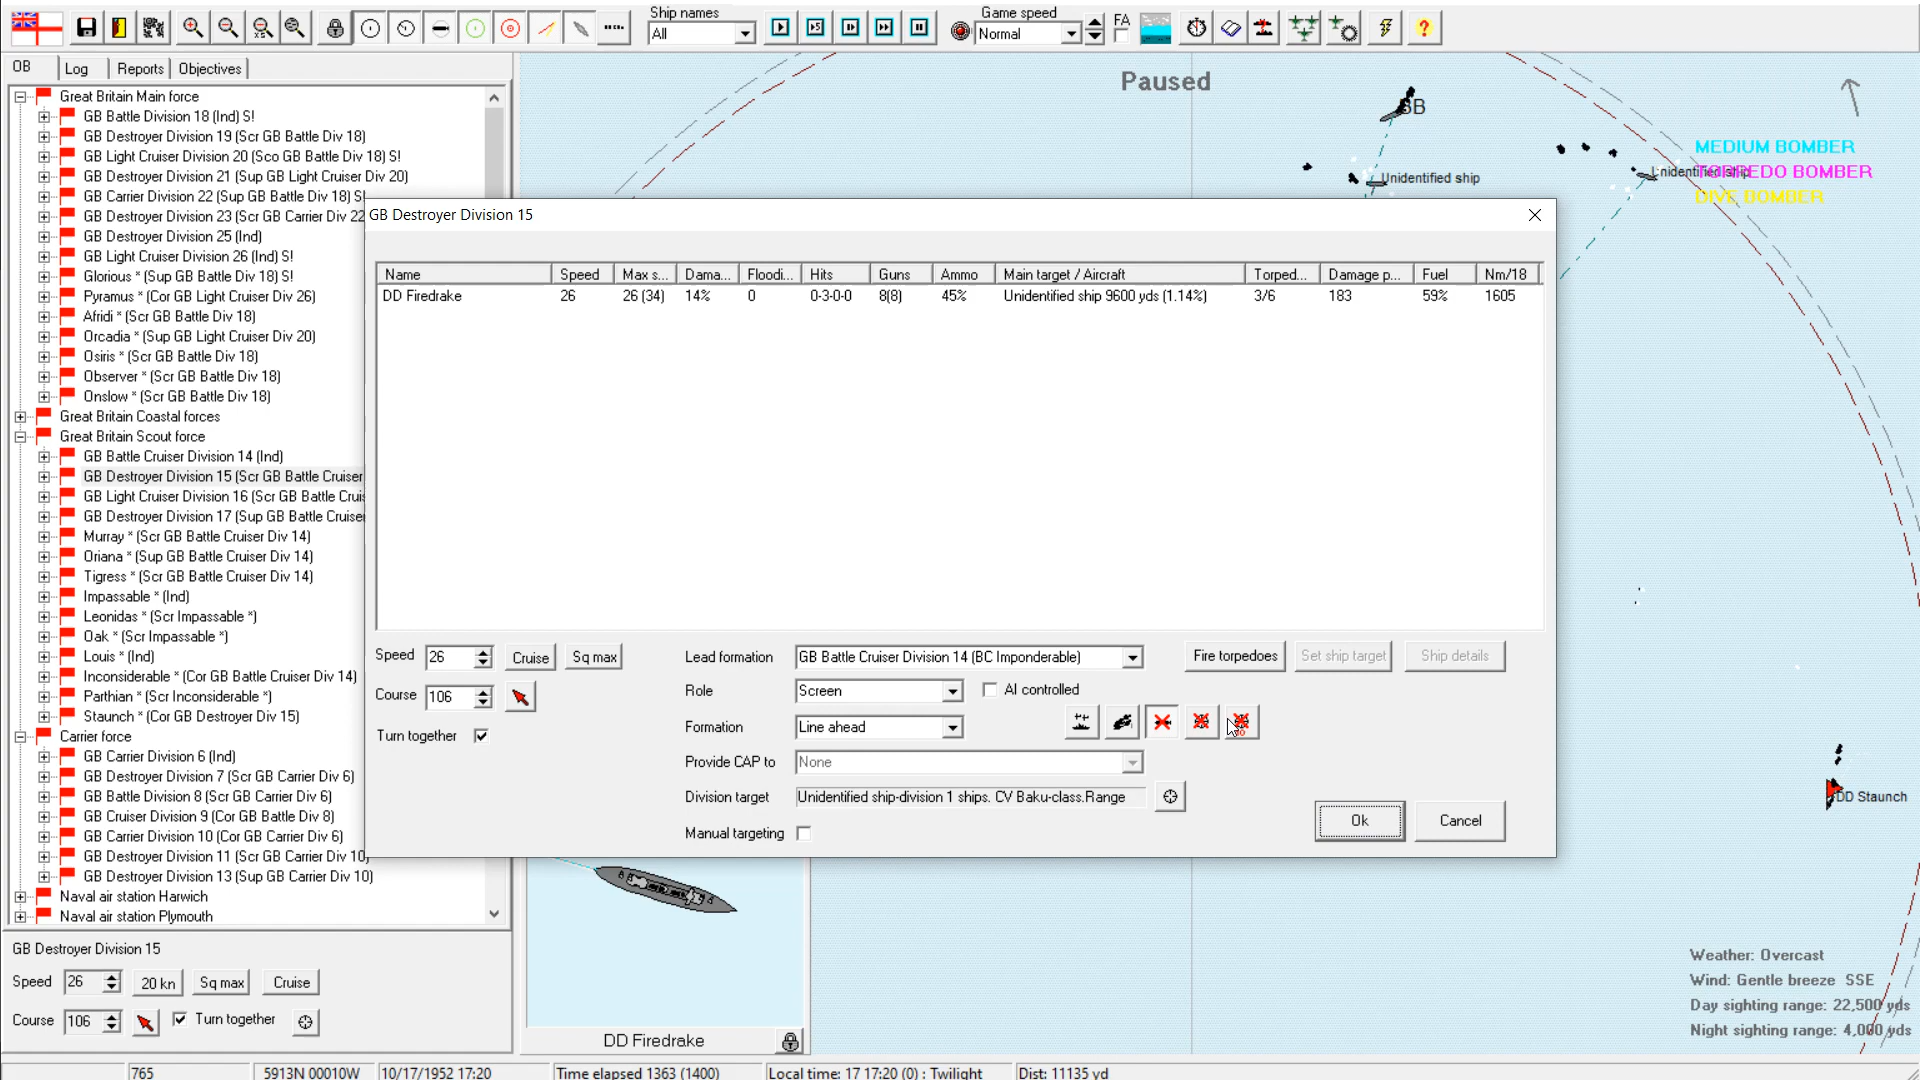 Ship names
All
Game speed
Normal
FA
OB
Log
Reports
Objectives
Great Britain Main force
GB Battle Division 18 (Ind) S!
GB Destroyer Division 19 (Scr GB Battle Div 18)
GB Light Cruiser Division 20 (Sco GB Battle Div 18) S!
GB Destroyer Division 21 (Sup GB Light Cruiser Div 20)
GB Carrier Division 22 (Sup GB Battle Div 18) S!
GB Destroyer Division 23 (Scr GB Carrier Div 22
GB Destroyer Division 25 (Ind)
GB Light Cruiser Division 26 (Ind) S!
Glorious * (Sup GB Battle Div 18) S!
Pyramus * (Cor GB Light Cruiser Div 26)
Afridi * (Scr GB Battle Div 18)
Orcadia * (Sup GB Light Cruiser Div 20)
Osiris * (Scr GB Battle Div 18)
Observer * (Scr GB Battle Div 18)
Onslow * (Scr GB Battle Div 18)
Great Britain Coastal forces
Great Britain Scout force
GB Battle Cruiser Division 14 (Ind)
GB Destroyer Division 15 (Scr GB Battle Cruiser
GB Light Cruiser Division 16 (Scr GB Battle Crui
GB Destroyer Division 17 (Sup GB Battle Cruiser
Murray * (Scr GB Battle Cruiser Div 14)
Oriana * (Sup GB Battle Cruiser Div 14)
Tigress * (Scr GB Battle Cruiser Div 14)
Impassable * (Ind)
Leonidas * (Scr Impassable *)
Oak * (Scr Impassable *)
Louis * (Ind)
Inconsiderable * (Cor GB Battle Cruiser Div 14)
Parthian * (Scr Inconsiderable *)
Staunch * (Cor GB Destroyer Div 15)
Carrier force
GB Carrier Division 6 (Ind)
GB Destroyer Division 7 (Scr GB Carrier Div 6)
GB Battle Division 8 (Scr GB Carrier Div 6)
GB Cruiser Division 9 (Cor GB Battle Div 8)
GB Carrier Division 10 (Cor GB Carrier Div 6)
GB Destroyer Division 11 (Scr GB Carrier Div 10)
GB Destroyer Division 13 (Sup GB Carrier Div 10)
Naval air station Harwich
Naval air station Plymouth
GB Destroyer Division 15
Speed 26 20 kn Sq max Cruise
Course 106 Turn together
Paused
Unidentified ship
MEDIUM BOMBER
TORPEDO BOMBER
DIVE BOMBER
GB Destroyer Division 15
Name Speed Max s... Dama... Floodi... Hits Guns Ammo Main target / Aircraft Torped... Damage p... Fuel Nm/18
DD Firedrake 26 26 (34) 14% 0 0-3-0-0 8(8) 45% Unidentified ship 9600 yds (1.14%) 3/6 183 59% 1605
Speed 26 Cruise Sq max
Course 106
Turn together
Lead formation GB Battle Cruiser Division 14 (BC Imponderable)
Role Screen AI controlled
Formation Line ahead
Provide CAP to None
Division target Unidentified ship-division 1 ships. CV Baku-class.Range
Manual targeting
Fire torpedoes Set ship target Ship details
Ok Cancel
DD Staunch
DD Firedrake
Weather: Overcast
Wind: Gentle breeze SSE
Day sighting range: 22,500 yds
Night sighting range: 4,000 yds
765 5913N 00010W 10/17/1952 17:20 Time elapsed 1363 (1400) Local time: 17 17:20 (0) : Twilight Dist: 11135 yd